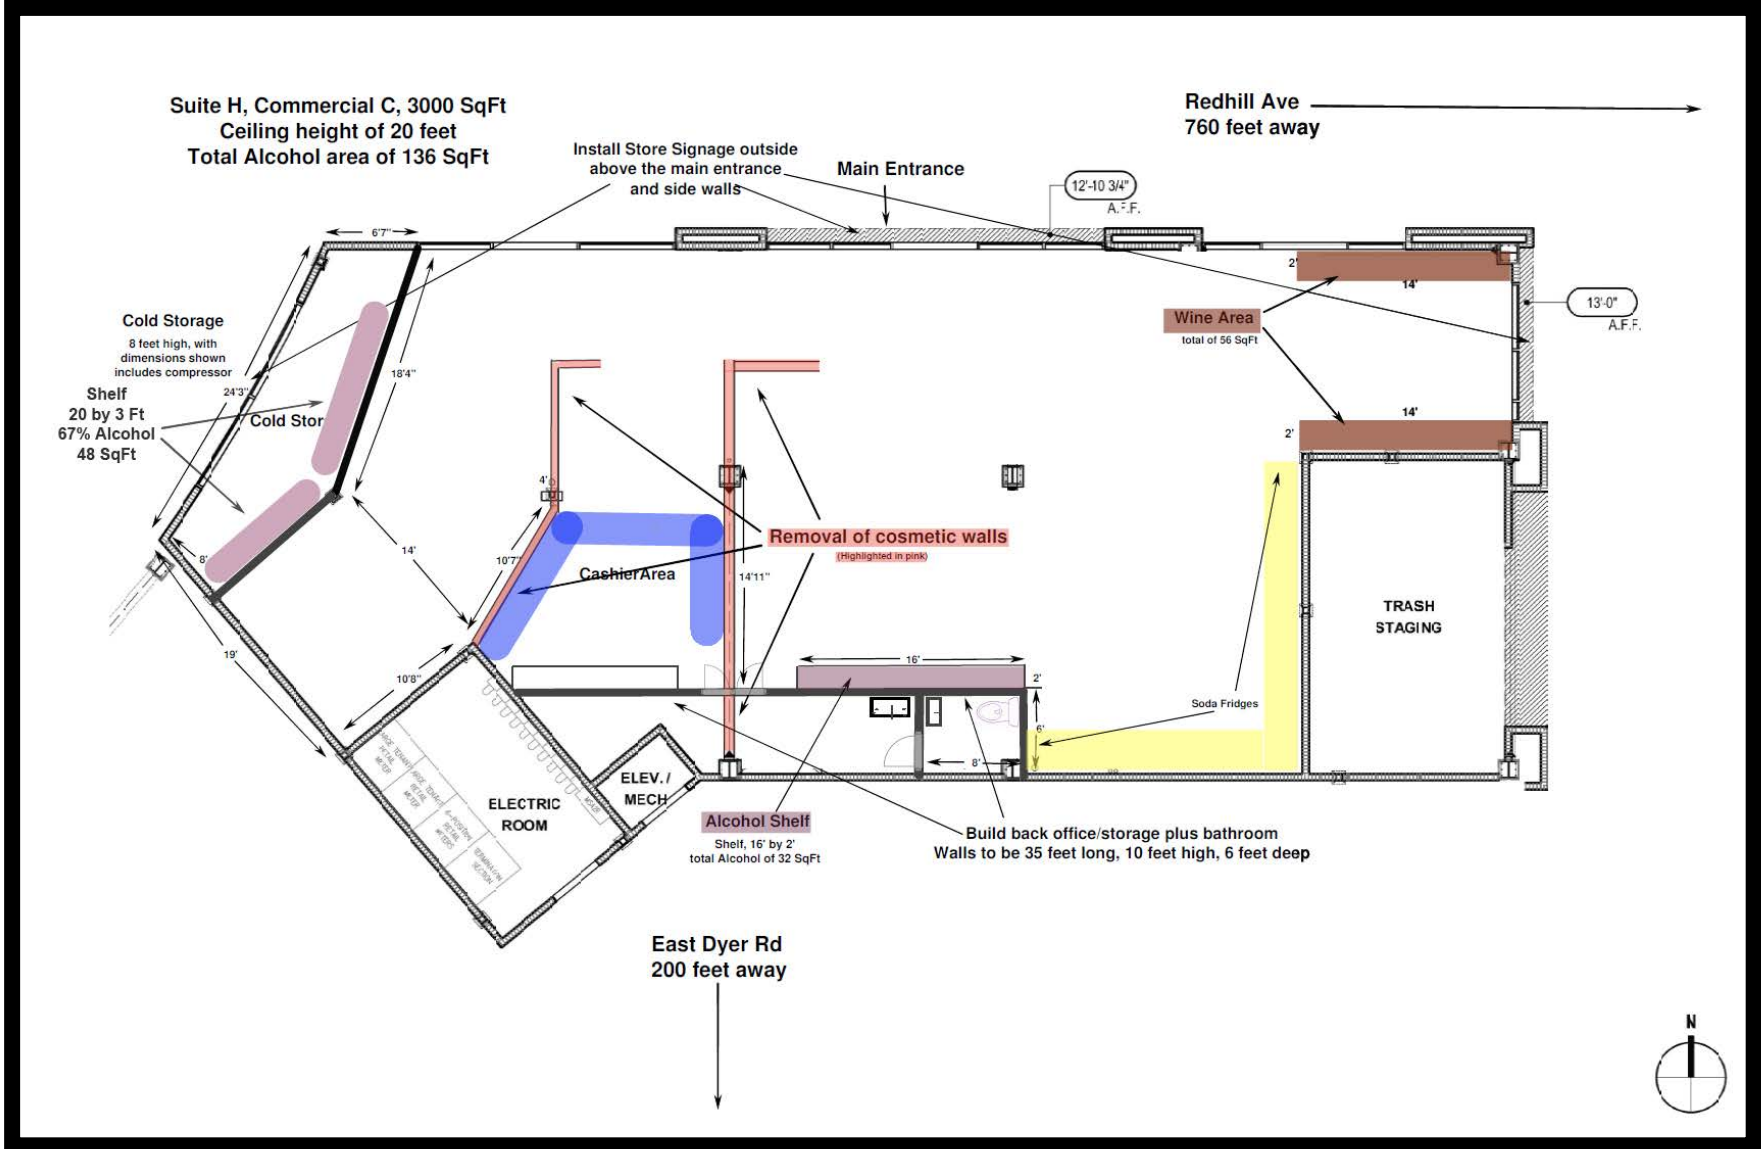 Suite H, Commercial C, 3000 SqFt
Ceiling height of 20 feet
Total Alcohol area of 136 SqFt
Redhill Ave
760 feet away
Install Store Signage outside
above the main entrance
and side walls
Main Entrance
12'-10 3/4"
A.F.F.
6'7"
2'
14'
13'-0"
A.F.F.
Wine Area
total of 56 SqFt
Cold Storage
8 feet high, with
dimensions shown
includes compressor
18'4"
24'3"
Shelf
20 by 3 Ft
67% Alcohol
48 SqFt
Cold Stor
14'
2'
4'
Removal of cosmetic walls
(Highlighted in pink)
8'
14'
10'7"
CashierArea
14'11"
TRASH
STAGING
19'
10'8"
16'
2'
Soda Fridges
6'
8'
ELEV. /
MECH
ELECTRIC
ROOM
MSAER
4-POSITION
RETAIL
METERS
TERMINATION
SECTION
Alcohol Shelf
Shelf, 16' by 2'
total Alcohol of 32 SqFt
Build back office/storage plus bathroom
Walls to be 35 feet long, 10 feet high, 6 feet deep
East Dyer Rd
200 feet away
N